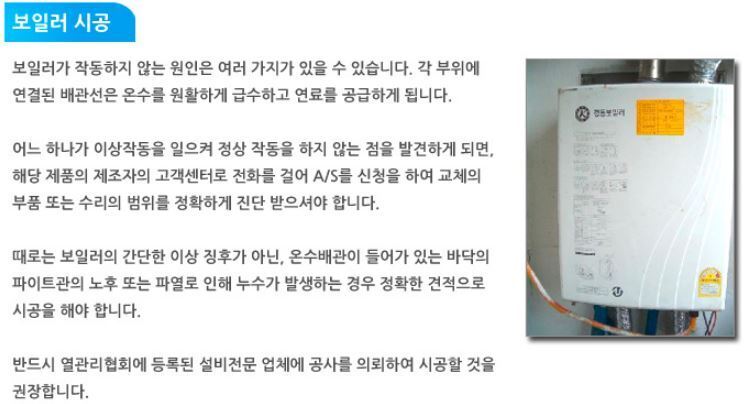 보일러 시공
보일러가 작동하지 않는 원인은 여러 가지가 있을 수 있습니다. 각 부위에
연결된 배관선은 온수를 원활하게 급수하고 연료를 공급하게 됩니다.
어느 하나가 이상작동을 일으켜 정상 작동을 하지 않는 점을 발견하게 되면,
해당 제품의 제조자의 고객센터로 전화를 걸어 A/S를 신청을 하여 교체의
부품 또는 수리의 범위를 정확하게 진단 받으셔야 합니다.
때로는 보일러의 간단한 이상 징후가 아닌, 온수배관이 들어가 있는 바닥의
파이트관의 노후 또는 파열로 인해 누수가 발생하는 경우 정확한 견적으로
시공을 해야 합니다.
반드시 열관리협회에 등록된 설비전문 업체에 공사를 의뢰하여 시공할 것을
권장합니다.
경동보일러